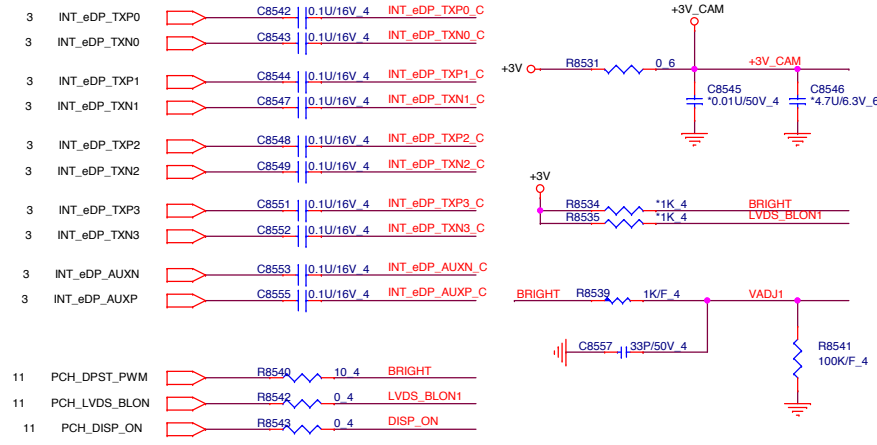 3 INT_eDP_TXP0 C8542 0.1U/16V_4 INT_eDP_TXP0_C
3 INT_eDP_TXN0 C8543 0.1U/16V_4 INT_eDP_TXN0_C
3 INT_eDP_TXP1 C8544 0.1U/16V_4 INT_eDP_TXP1_C
3 INT_eDP_TXN1 C8547 0.1U/16V_4 INT_eDP_TXN1_C
3 INT_eDP_TXP2 C8548 0.1U/16V_4 INT_eDP_TXP2_C
3 INT_eDP_TXN2 C8549 0.1U/16V_4 INT_eDP_TXN2_C
3 INT_eDP_TXP3 C8551 0.1U/16V_4 INT_eDP_TXP3_C
3 INT_eDP_TXN3 C8552 0.1U/16V_4 INT_eDP_TXN3_C
3 INT_eDP_AUXN C8553 0.1U/16V_4 INT_eDP_AUXN_C
3 INT_eDP_AUXP C8555 0.1U/16V_4 INT_eDP_AUXP_C
11 PCH_DPST_PWM R8540 10_4 BRIGHT
11 PCH_LVDS_BLON R8542 0_4 LVDS_BLON1
11 PCH_DISP_ON R8543 0_4 DISP_ON
+3V_CAM
+3V R8531 0_6 +3V_CAM
C8545 C8546
*0.01U/50V_4 *4.7U/6.3V_6
+3V
R8534 *1K_4 BRIGHT
R8535 *1K_4 LVDS_BLON1
BRIGHT R8539 1K/F_4 VADJ1
C8557 33P/50V_4
R8541
100K/F_4